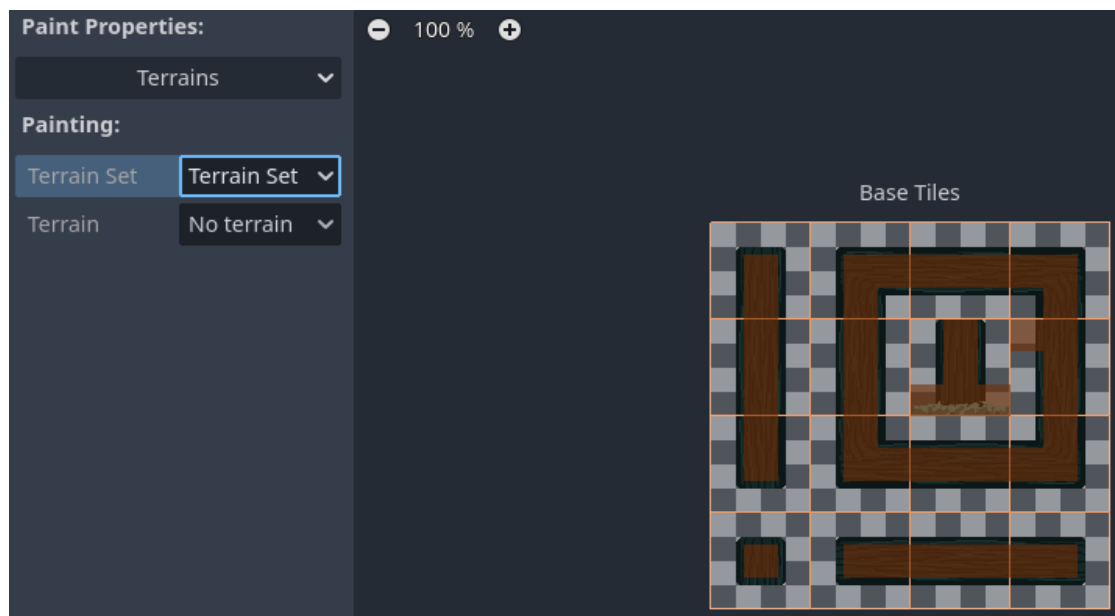 Paint Properties:
100 %
Terrains
Painting:
Terrain Set Terrain Set
Base Tiles
Terrain No terrain